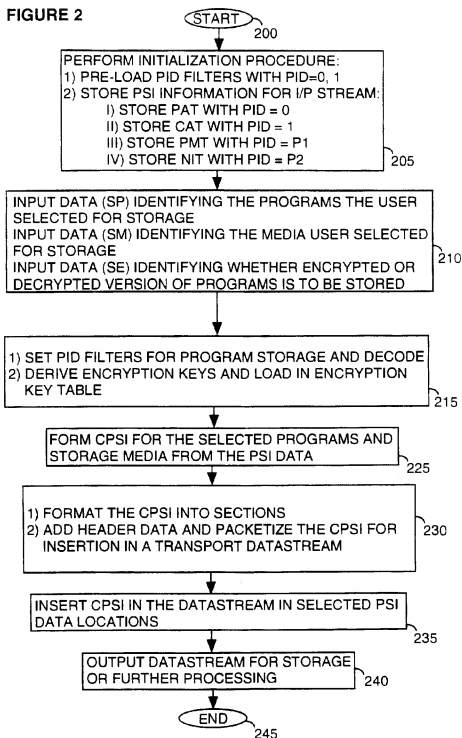 FIGURE 2
START
200
PERFORM INITIALIZATION PROCEDURE:
1) PRE-LOAD PID FILTERS WITH PID=0, 1
2) STORE PSI INFORMATION FOR I/P STREAM:
I) STORE PAT WITH PID = 0
II) STORE CAT WITH PID = 1
III) STORE PMT WITH PID = P1
IV) STORE NIT WITH PID = P2
205
INPUT DATA (SP) IDENTIFYING THE PROGRAMS THE USER
SELECTED FOR STORAGE
INPUT DATA (SM) IDENTIFYING THE MEDIA USER SELECTED
FOR STORAGE
INPUT DATA (SE) IDENTIFYING WHETHER ENCRYPTED OR
DECRYPTED VERSION OF PROGRAMS IS TO BE STORED
210
1) SET PID FILTERS FOR PROGRAM STORAGE AND DECODE
2) DERIVE ENCRYPTION KEYS AND LOAD IN ENCRYPTION
KEY TABLE
215
FORM CPSI FOR THE SELECTED PROGRAMS AND
STORAGE MEDIA FROM THE PSI DATA
225
1) FORMAT THE CPSI INTO SECTIONS
2) ADD HEADER DATA AND PACKETIZE THE CPSI FOR
INSERTION IN A TRANSPORT DATASTREAM
230
INSERT CPSI IN THE DATASTREAM IN SELECTED PSI
DATA LOCATIONS
235
OUTPUT DATASTREAM FOR STORAGE
OR FURTHER PROCESSING
240
END
245